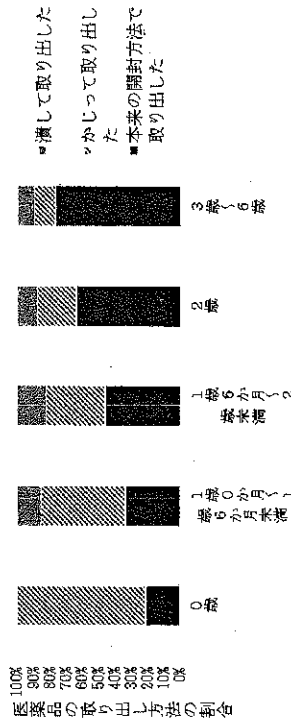 医薬品の取り出し方法の割合
100%
90%
80%
70%
60%
50%
40%
30%
20%
10%
0%
0歳
1歳0か月～1
歳6か月未満
1歳6か月～2
歳未満
2歳
3歳～6歳
潰して取り出した
かじって取り出し
た
本来の開封方法で
取り出した